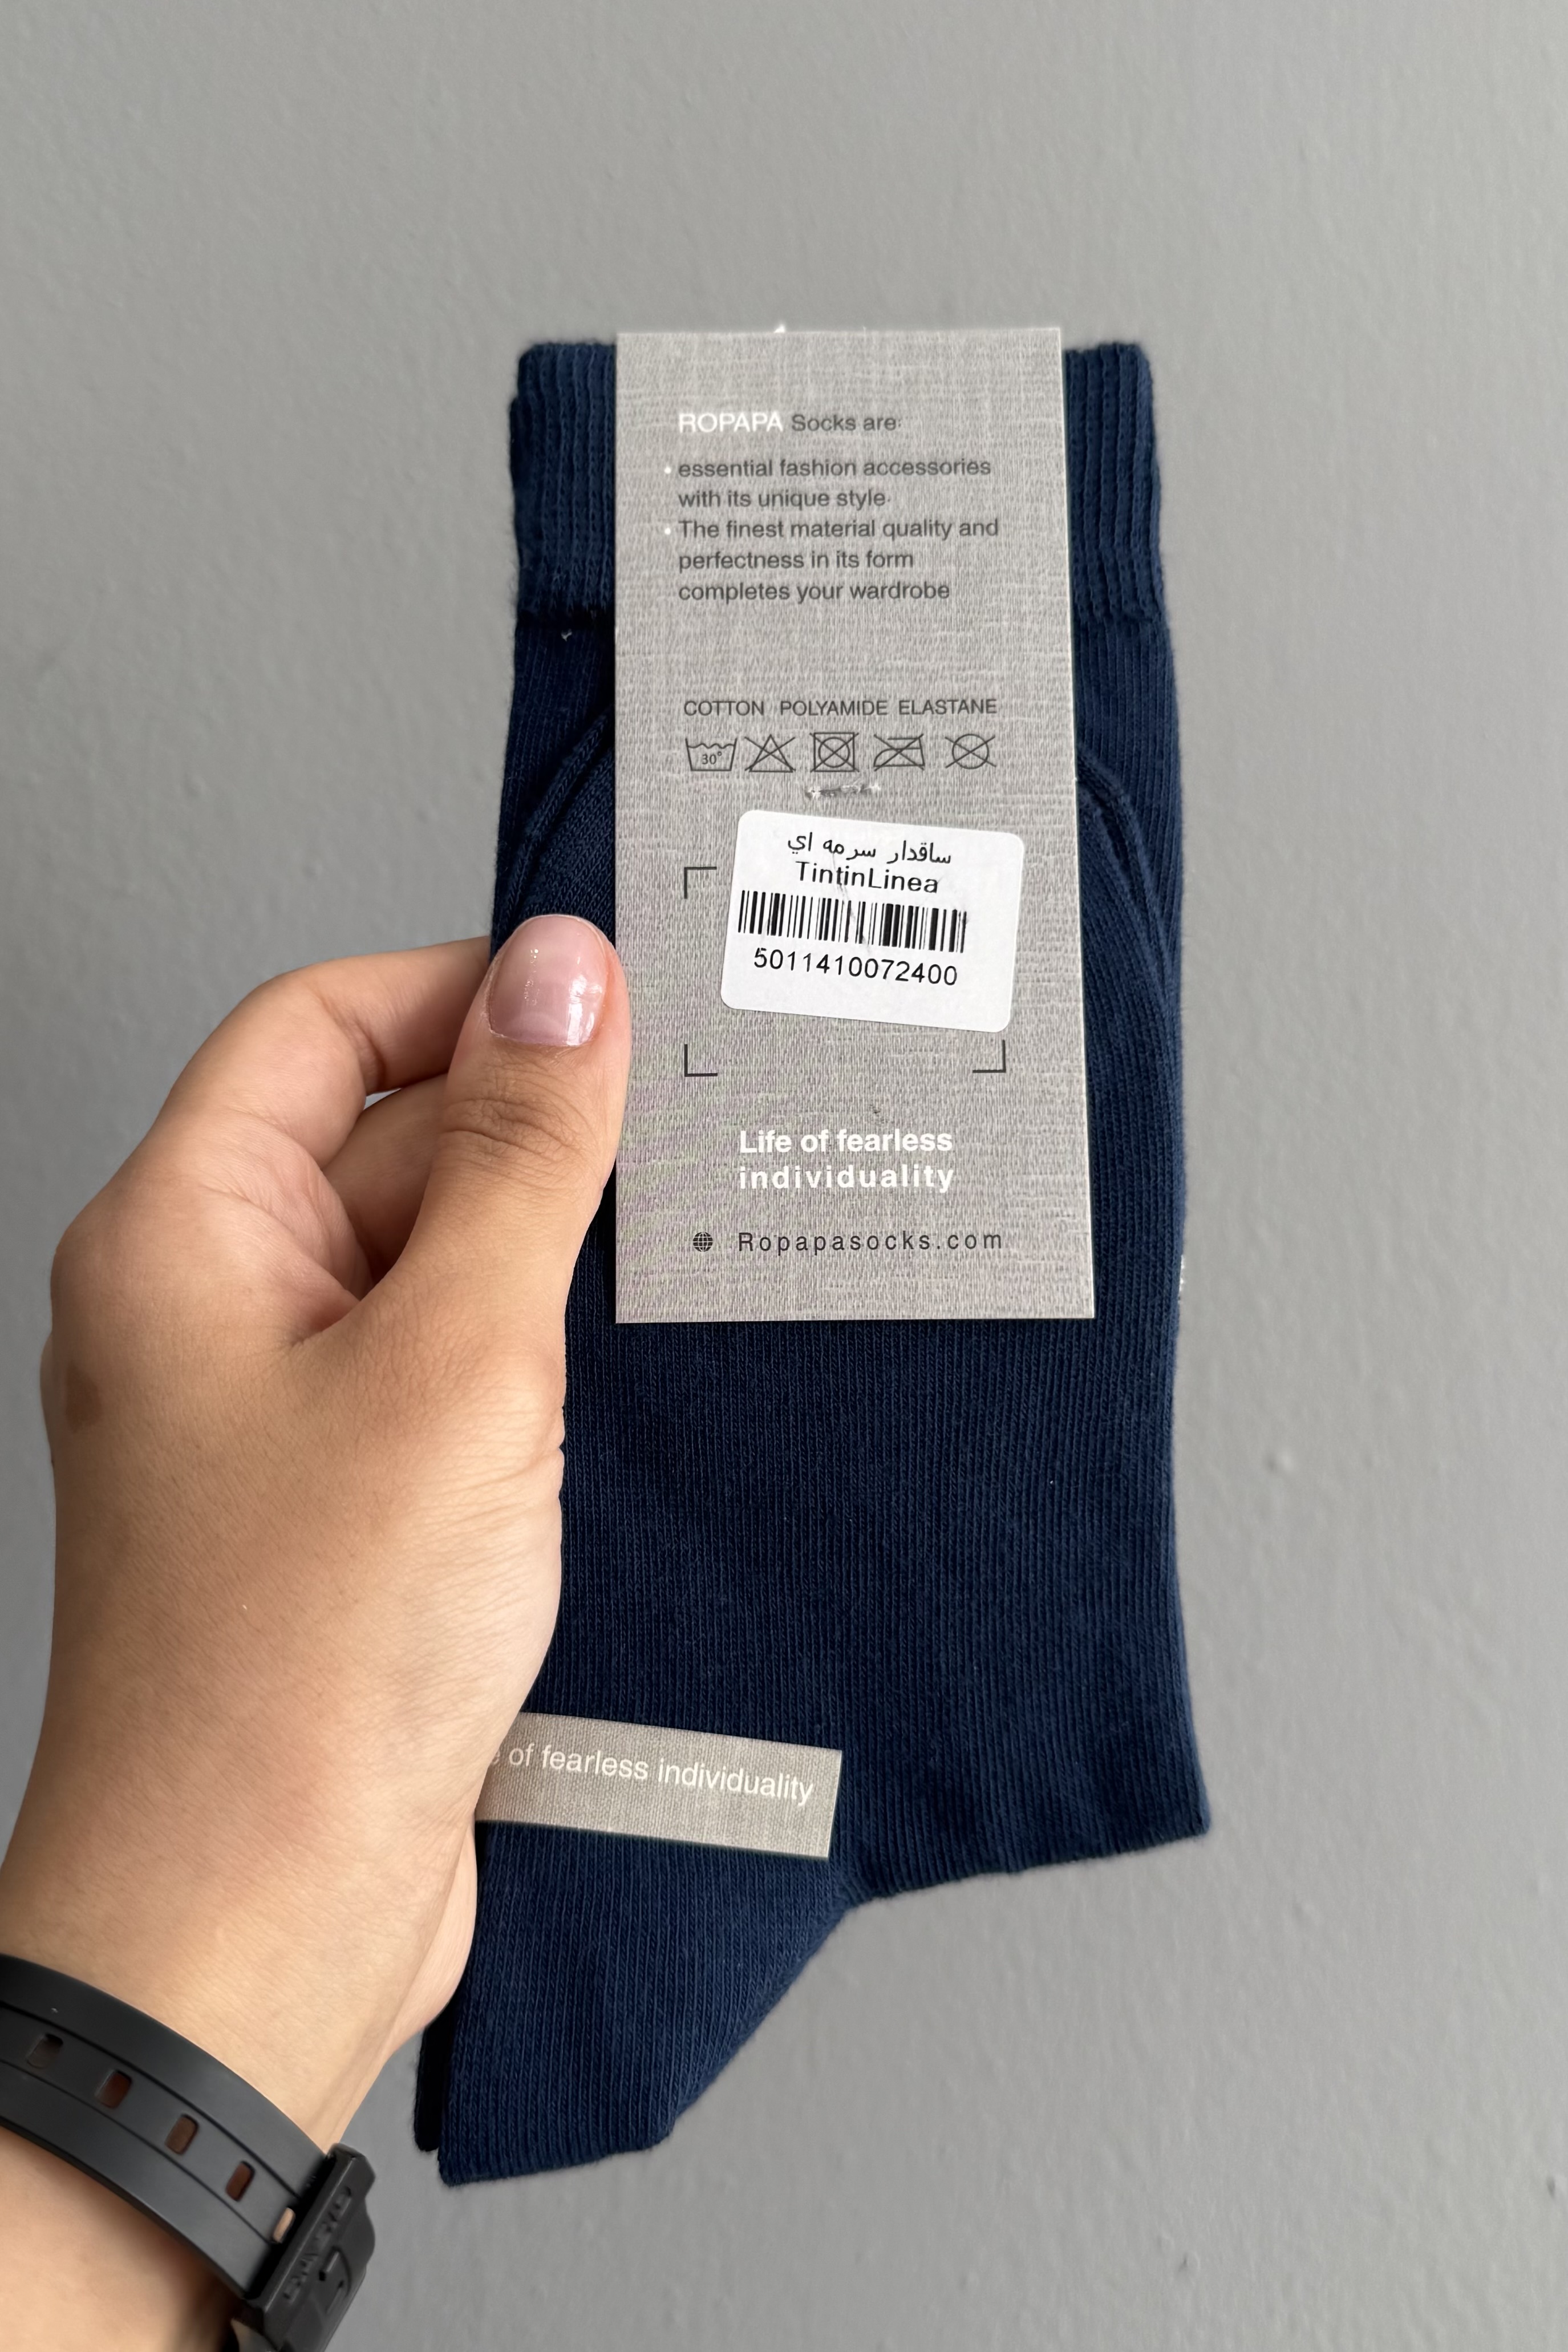 ROPAPA Socks are:
• essential fashion accessories
with its unique style.
• The finest material quality and
perfectness in its form
completes your wardrobe
COTTON POLYAMIDE ELASTANE
30°
ساقدار سرمه اي
TintinLinea
5011410072400
Life of fearless
individuality
Ropapasocks.com
of fearless individuality